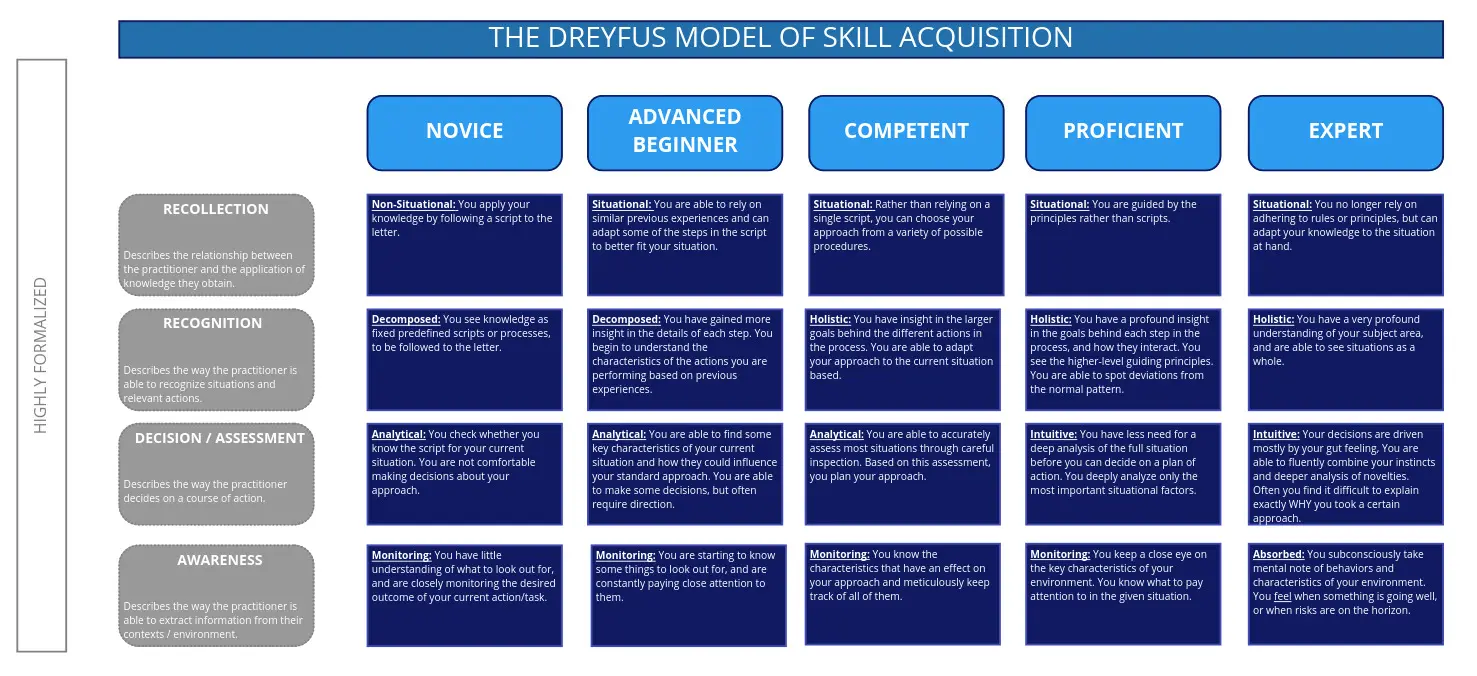 THE DREYFUS MODEL OF SKILL ACQUISITION
HIGHLY FORMALIZED
NOVICE
ADVANCED
BEGINNER
COMPETENT
PROFICIENT
EXPERT
RECOLLECTION
Describes the relationship between
the practitioner and the application of
knowledge they obtain.
Non-Situational: You apply your
knowledge by following a script to the
letter.
Situational: You are able to rely on
similar previous experiences and can
adapt some of the steps in the script
to better fit your situation.
Situational: Rather than relying on a
single script, you can choose your
approach from a variety of possible
procedures.
Situational: You are guided by the
principles rather than scripts.
Situational: You no longer rely on
adhering to rules or principles, but can
adapt your knowledge to the situation
at hand.
RECOGNITION
Describes the way the practitioner is
able to recognize situations and
relevant actions.
Decomposed: You see knowledge as
fixed predefined scripts or processes,
to be followed to the letter.
Decomposed: You have gained more
insight in the details of each step. You
begin to understand the
characteristics of the actions you are
performing based on previous
experiences.
Holistic: You have insight in the larger
goals behind the different actions in
the process. You are able to adapt
your approach to the current situation
based.
Holistic: You have a profound insight
in the goals behind each step in the
process, and how they interact. You
see the higher-level guiding principles.
You are able to spot deviations from
the normal pattern.
Holistic: You have a very profound
understanding of your subject area,
and are able to see situations as a
whole.
DECISION / ASSESSMENT
Describes the way the practitioner
decides on a course of action.
Analytical: You check whether you
know the script for your current
situation. You are not comfortable
making decisions about your
approach.
Analytical: You are able to find some
key characteristics of your current
situation and how they could influence
your standard approach. You are able
to make some decisions, but often
require direction.
Analytical: You are able to accurately
assess most situations through careful
inspection. Based on this assessment,
you plan your approach.
Intuitive: You have less need for a
deep analysis of the full situation
before you can decide on a plan of
action. You deeply analyze only the
most important situational factors.
Intuitive: Your decisions are driven
mostly by your gut feeling, You are
able to fluently combine your instincts
and deeper analysis of novelties.
Often you find it difficult to explain
exactly WHY you took a certain
approach.
AWARENESS
Describes the way the practitioner is
able to extract information from their
contexts / environment.
Monitoring: You have little
understanding of what to look out for,
and are closely monitoring the desired
outcome of your current action/task.
Monitoring: You are starting to know
some things to look out for, and are
constantly paying close attention to
them.
Monitoring: You know the
characteristics that have an effect on
your approach and meticulously keep
track of all of them.
Monitoring: You keep a close eye on
the key characteristics of your
environment. You know what to pay
attention to in the given situation.
Absorbed: You subconsciously take
mental note of behaviors and
characteristics of your environment.
You feel when something is going well,
or when risks are on the horizon.